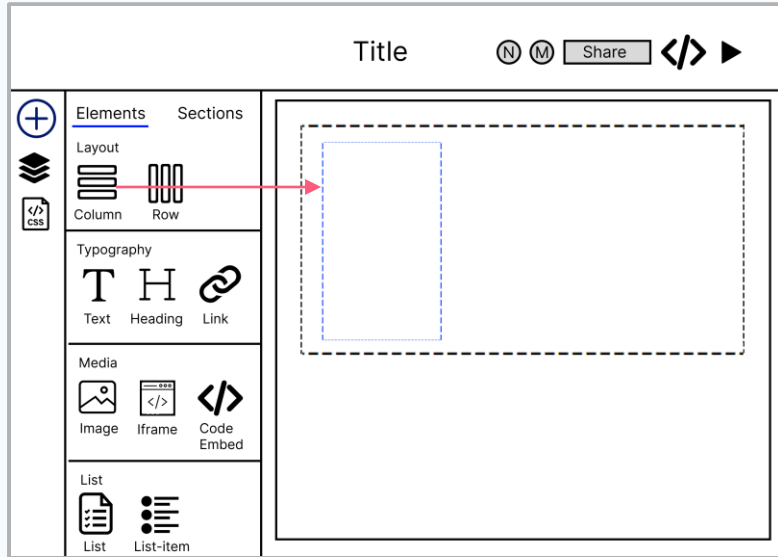 Title
N
M
Share
</>
Elements Sections
Layout
Column Row
</>
CSS
Typography
T H
Text Heading Link
Media
</>
</>
Image Iframe Code
Embed
List
List List-item